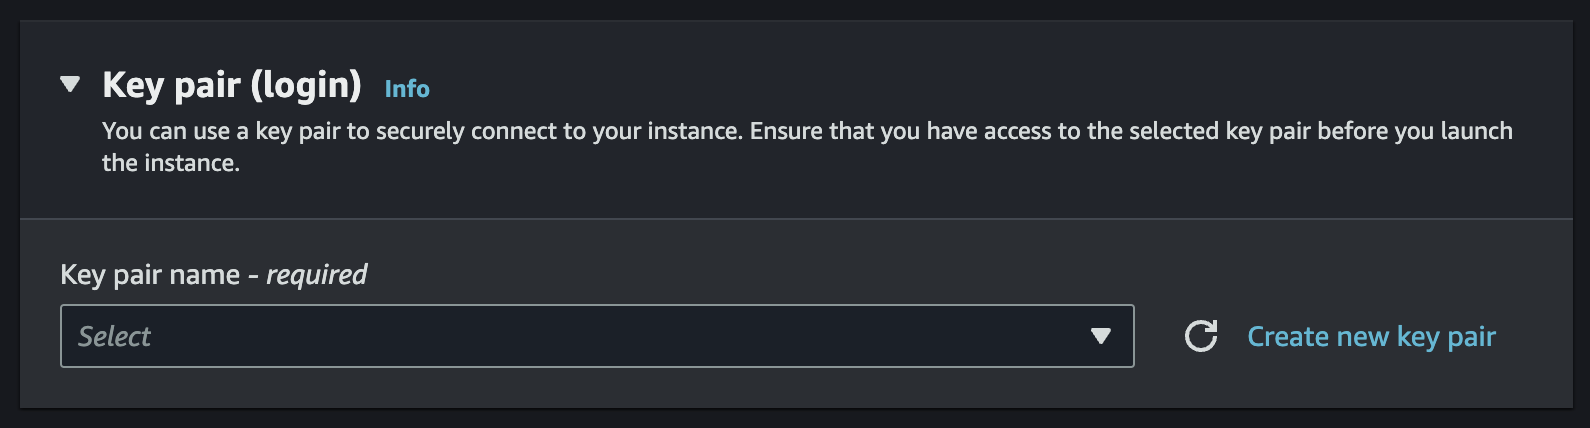 Key pair (login) Info
You can use a key pair to securely connect to your instance. Ensure that you have access to the selected key pair before you launch
the instance.
Key pair name - required
Select
Create new key pair